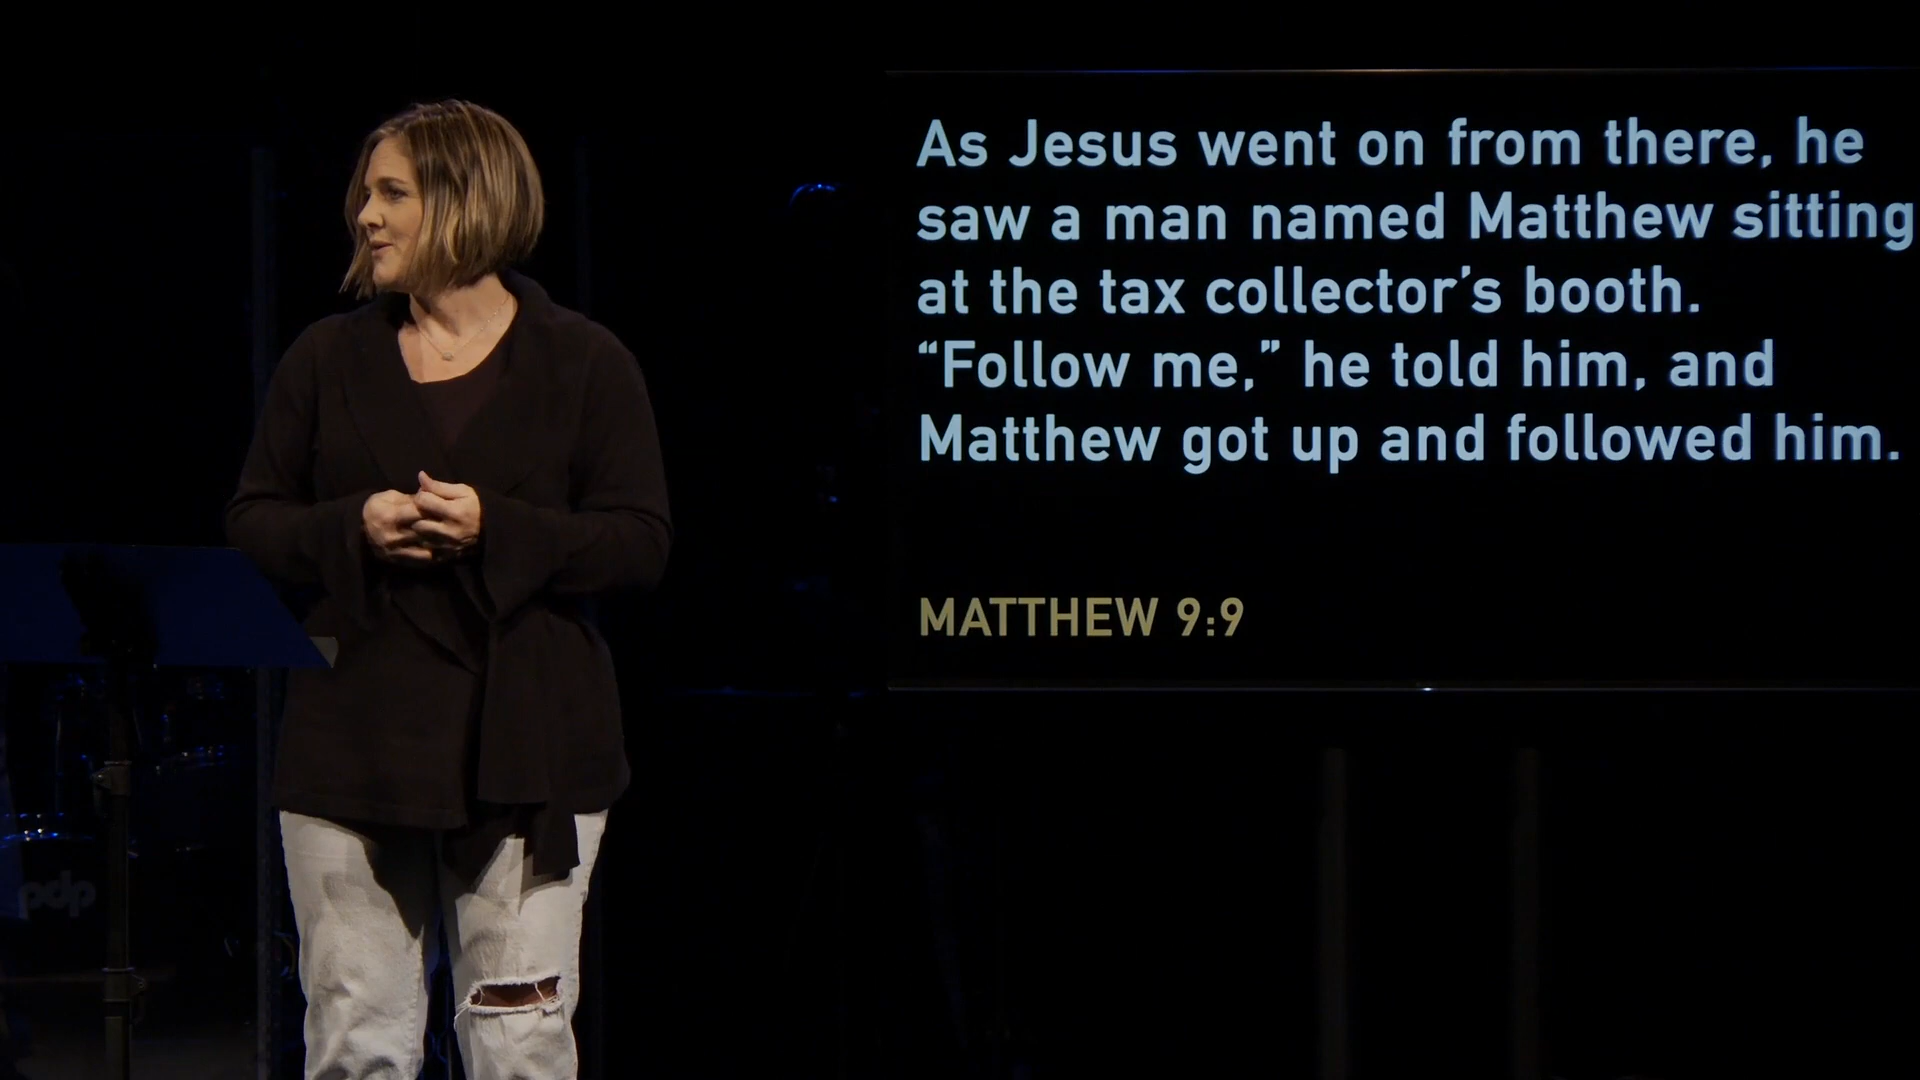 As Jesus went on from there, he
saw a man named Matthew sitting
at the tax collector’s booth.
“Follow me,” he told him, and
Matthew got up and followed him.
MATTHEW 9:9
pdp